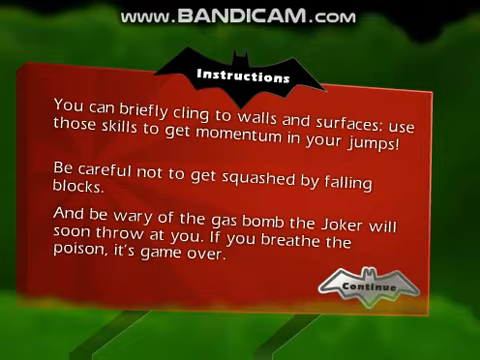 www.BANDICAM.com
Instructions
You can briefly cling to walls and surfaces: use
those skills to get momentum in your jumps!
Be careful not to get squashed by falling
blocks.
And be wary of the gas bomb the Joker will
soon throw at you. If you breathe the
poison, it's game over.
Continue